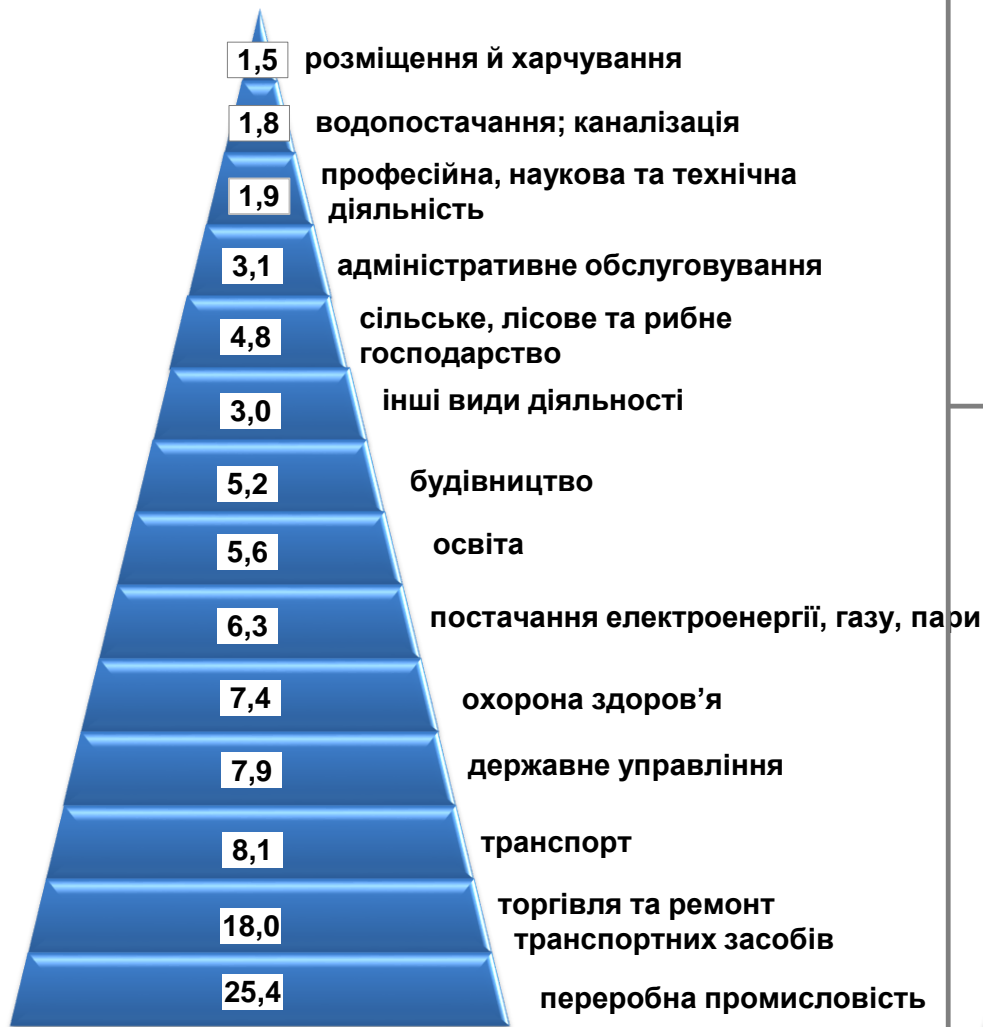 1,5 розміщення й харчування
1,8 водопостачання; каналізація
1,9 професійна, наукова та технічна
діяльність
3,1 адміністративне обслуговування
4,8 сільське, лісове та рибне
господарство
3,0 інші види діяльності
5,2 будівництво
5,6 освіта
6,3 постачання електроенергії, газу, пари
7,4 охорона здоров’я
7,9 державне управління
8,1 транспорт
18,0 торгівля та ремонт
транспортних засобів
25,4 переробна промисловість